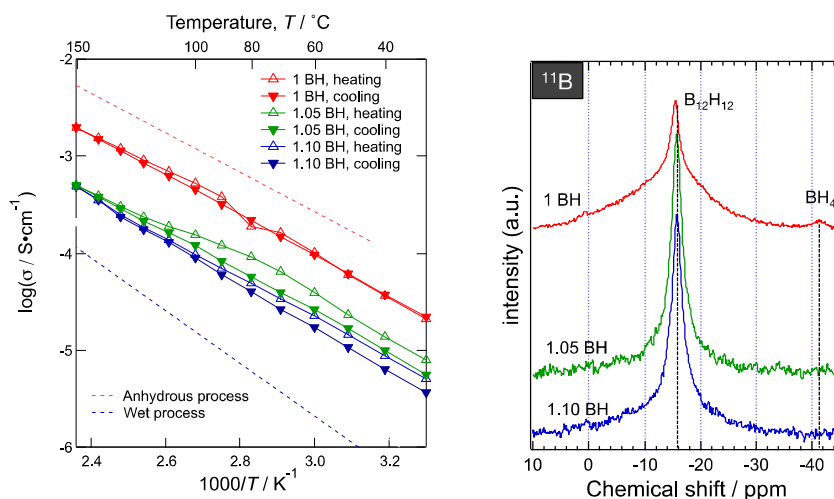 Temperature, T / ˚C
150 100 80 60 40
-2
-3
-4
-5
-6
log(σ / S•cm⁻¹)
1 BH, heating
1 BH, cooling
1.05 BH, heating
1.05 BH, cooling
1.10 BH, heating
1.10 BH, cooling
Anhydrous process
Wet process
2.4 2.6 2.8 3.0 3.2
1000/T / K⁻¹
¹¹B
B₁₂H₁₂
BH₄
1 BH
1.05 BH
1.10 BH
intensity (a.u.)
10 0 -10 -20 -30 -40
Chemical shift / ppm